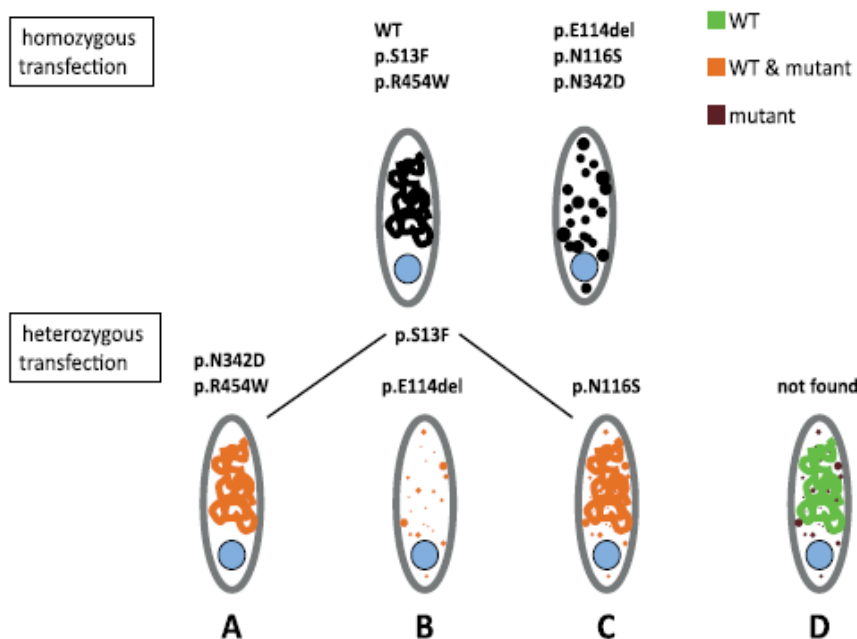 homozygous
transfection
WT
p.S13F
p.R454W
p.E114del
p.N116S
p.N342D
WT
WT & mutant
mutant
heterozygous
transfection
p.S13F
p.N342D
p.R454W
p.E114del
p.N116S
not found
A
B
C
D